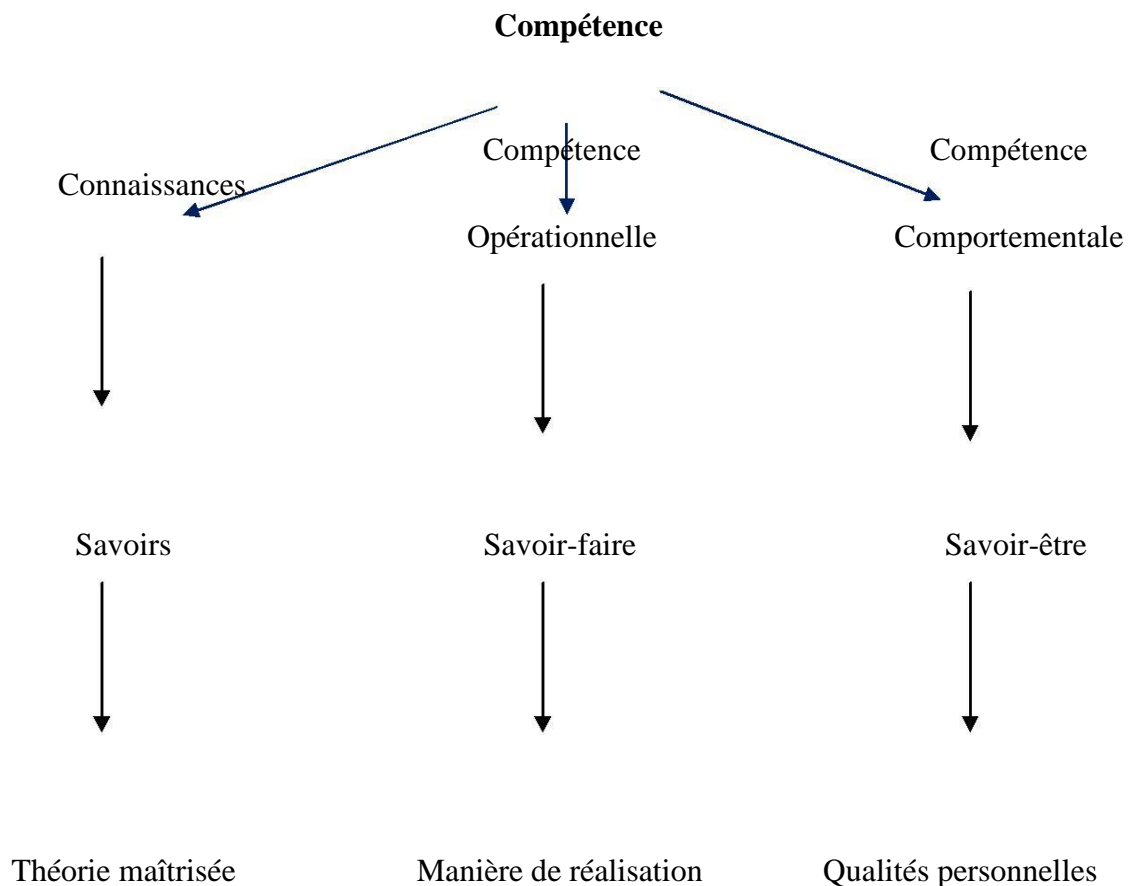 Compétence
Compétence
Compétence
Connaissances
Opérationnelle
Comportementale
Savoirs
Savoir-faire
Savoir-être
Théorie maîtrisée
Manière de réalisation
Qualités personnelles